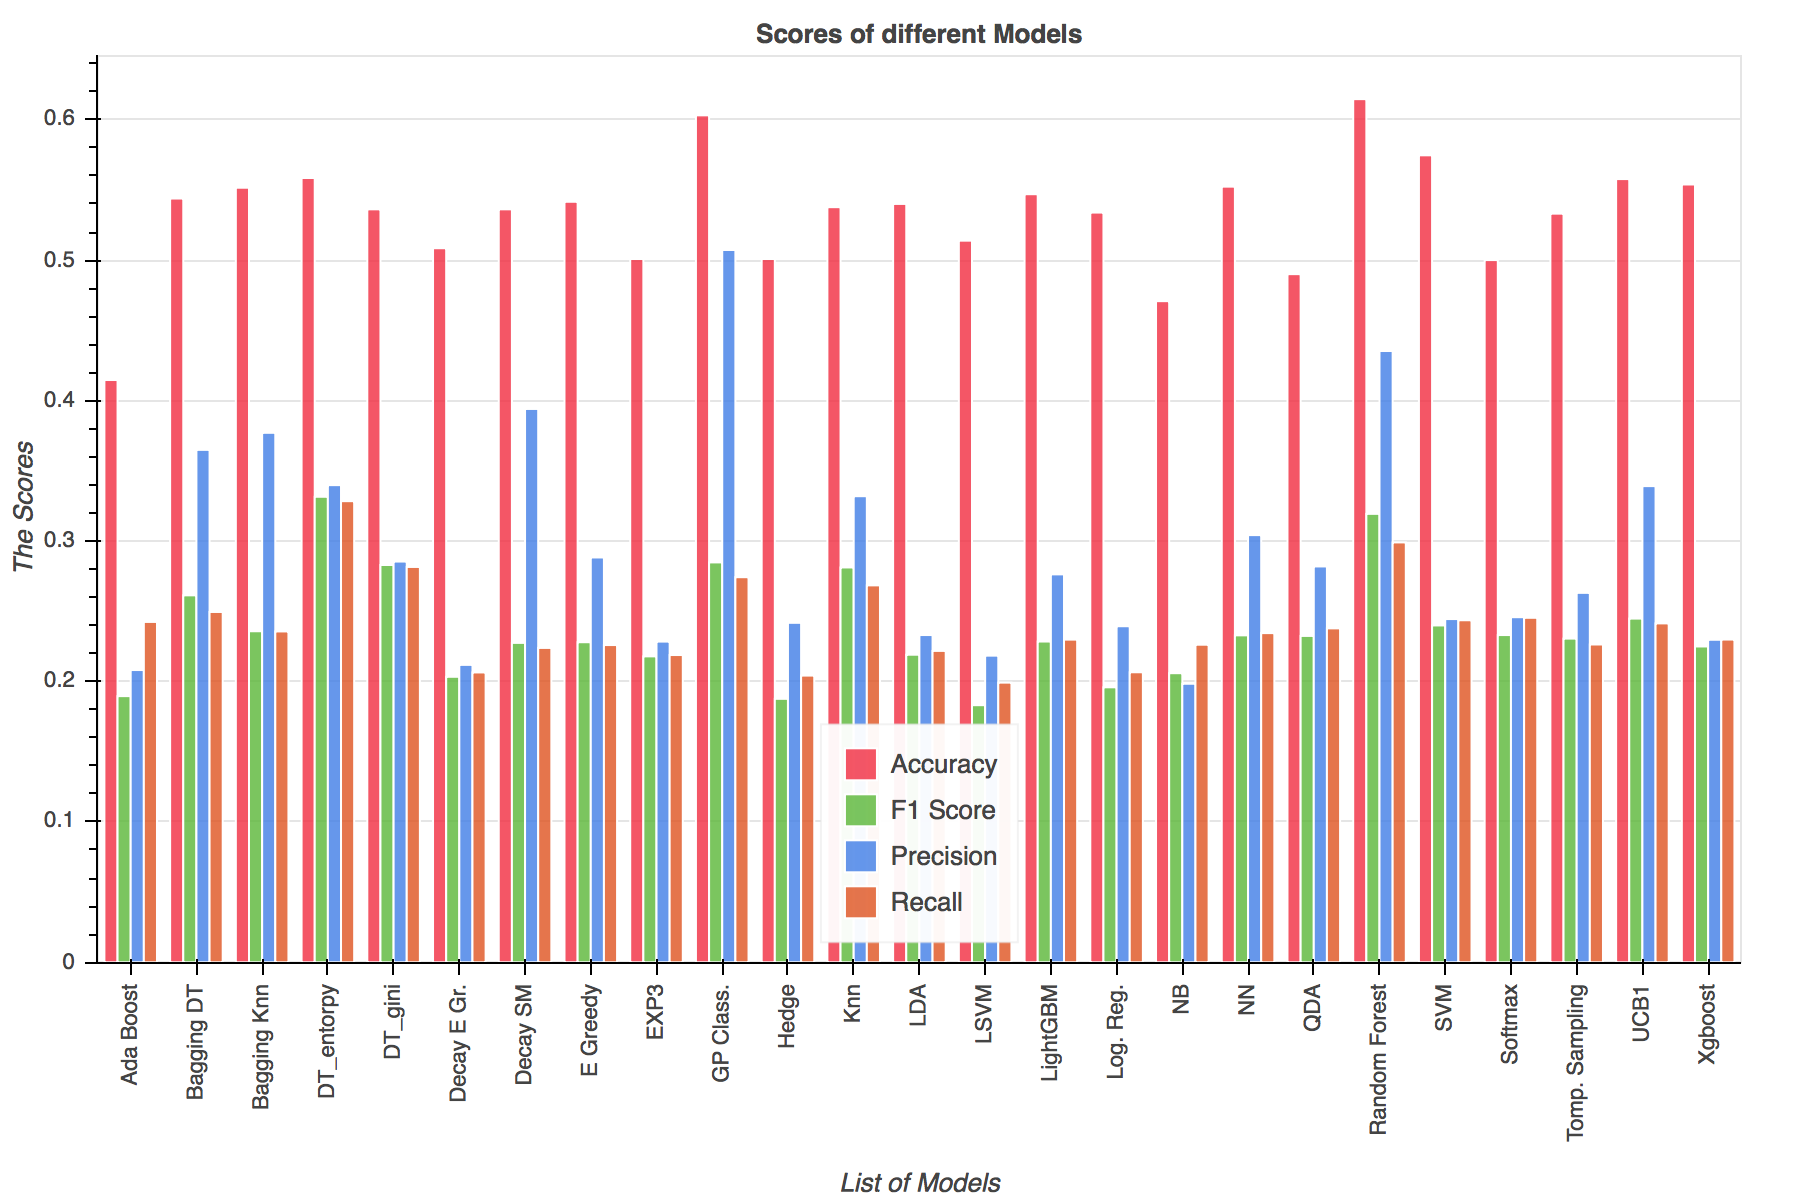 Scores of different Models
The Scores
0.6
0.5
0.4
0.3
0.2
0.1
0
Accuracy
F1 Score
Precision
Recall
Ada Boost
Bagging DT
Bagging Knn
DT_entorpy
DT_gini
Decay E Gr.
Decay SM
E Greedy
EXP3
GP Class.
Hedge
Knn
LDA
LSVM
LightGBM
Log. Reg.
NB
NN
QDA
Random Forest
SVM
Softmax
Tomp. Sampling
UCB1
Xgboost
List of Models